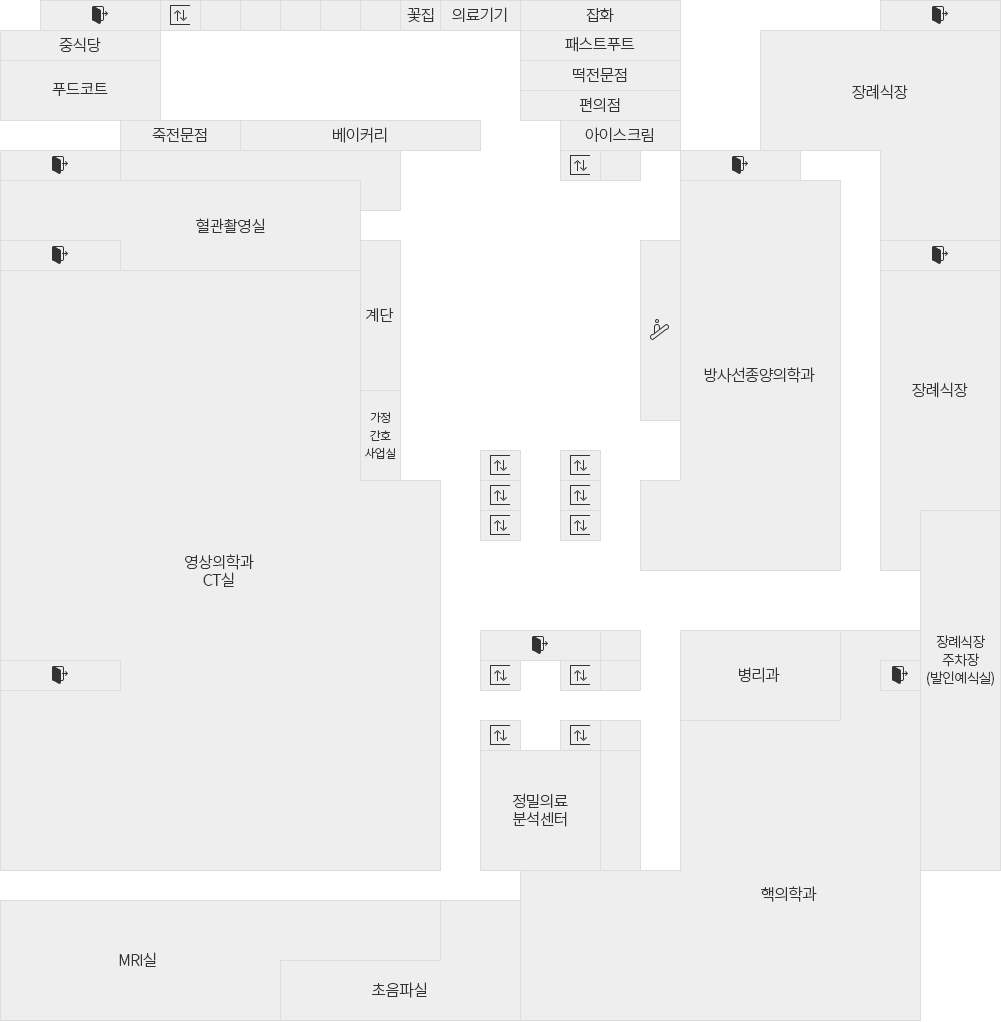 꽃집
의료기기
잡화
중식당
패스트푸트
푸드코트
떡전문점
장례식장
편의점
죽전문점
베이커리
아이스크림
혈관촬영실
계단
방사선종양의학과
장례식장
가정
간호
사업실
영상의학과
CT실
장례식장
주차장
(발인예식실)
병리과
정밀의료
분석센터
핵의학과
MRI실
초음파실